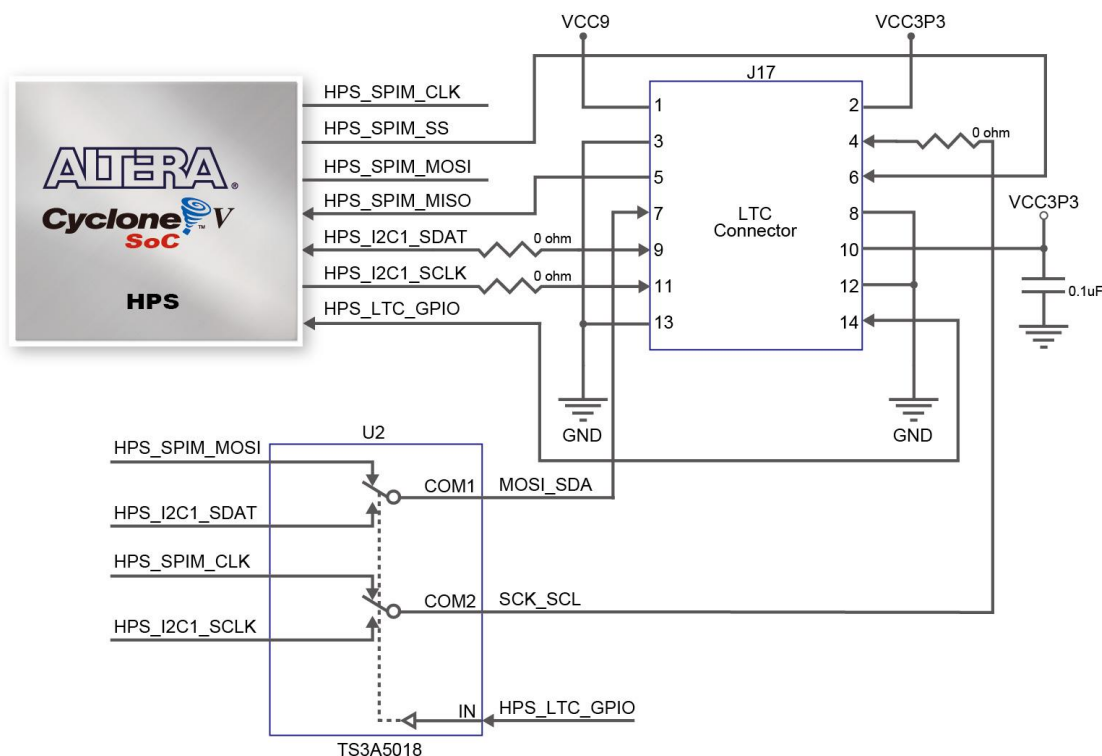 VCC9
VCC3P3
J17
HPS_SPIM_CLK
HPS_SPIM_SS
HPS_SPIM_MOSI
HPS_SPIM_MISO
HPS_I2C1_SDAT
0 ohm
HPS_I2C1_SCLK
0 ohm
HPS_LTC_GPIO
ALTERA®
Cyclone™ V
SoC
HPS
1
2
3
4
0 ohm
5
6
7
8
9
10
11
12
13
14
LTC
Connector
VCC3P3
0.1uF
GND
GND
U2
HPS_SPIM_MOSI
COM1
MOSI_SDA
HPS_I2C1_SDAT
HPS_SPIM_CLK
COM2
SCK_SCL
HPS_I2C1_SCLK
IN
HPS_LTC_GPIO
TS3A5018